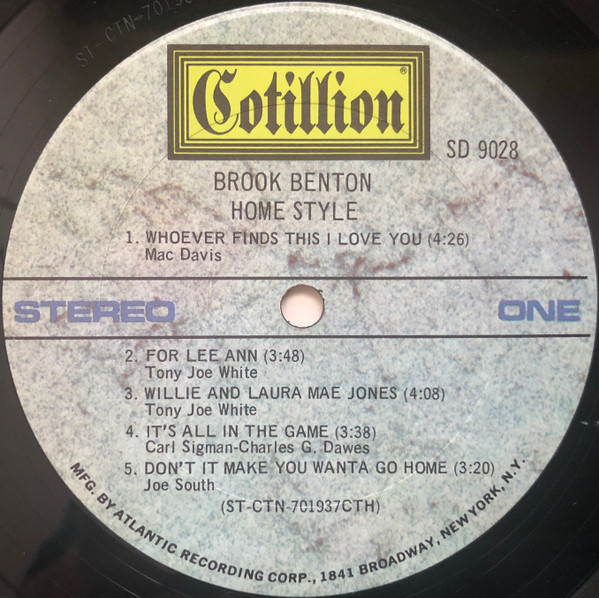 ST-CTN-70193
Cotillion®
SD 9028
BROOK BENTON
HOME STYLE
1. WHOEVER FINDS THIS I LOVE YOU (4:26)
Mac Davis
STEREO
ONE
2. FOR LEE ANN (3:48)
Tony Joe White
3. WILLIE AND LAURA MAE JONES (4:08)
Tony Joe White
4. IT'S ALL IN THE GAME (3:38)
Carl Sigman-Charles G. Dawes
5. DON'T IT MAKE YOU WANTA GO HOME (3:20)
Joe South
(ST-CTN-701937CTH)
MFG. BY ATLANTIC RECORDING CORP., 1841 BROADWAY, NEW YORK, N.Y.